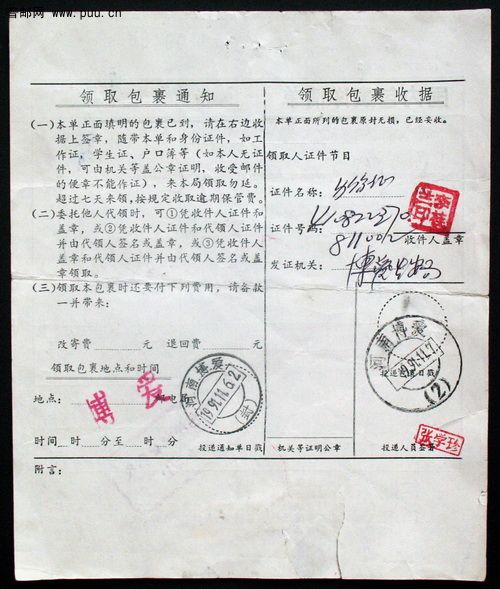 www.puu.cn
领取包裹通知
(一)本单正面填明的包裹已到,请在右边收
据上签章,随带本单和身份证件,如工
作证,学生证、户口簿等(如本人无证
件,可由机关等盖公章证明,收受邮件
的便章不能作证),来本局领取勿延。
超过七天来领,按规定收逾期保管费。
(二)委托他人代领时,可①凭收件人证件和
盖章,或②凭收件人证件和代领人证件
并由代领人签名或盖章,或③凭收件人
盖章和代领人证件并由代领人签名或盖
章领取。
(三)领取本包裹时还要付下列费用,请备款
一并带来:
改寄费 元 退回费 元
领取包裹地点和时间
地点: 邮电局
博爱
时间 时 分至 时 分
投递通知单日戳
河南博爱
附言:
领取包裹收据
本单正面所列的包裹原封无损,已经妥收。
领取人证件节目
证件名称:
证件号码:
收件人盖章
发证机关:
博爱
河南博爱
(2)
投递包裹日戳
机关等证明公章
投递人员签章
张学珍